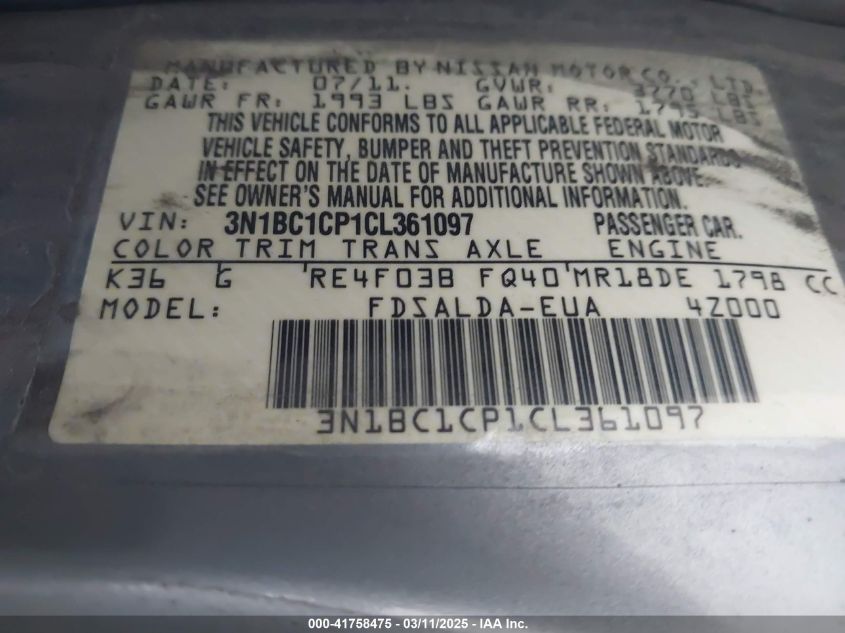 MANUFACTURED BY NISSAN MOTOR CO., LTD.
DATE: 07/11. GVWR: 3770 LBS
GAWR FR: 1993 LBS GAWR RR: 1795 LBS
THIS VEHICLE CONFORMS TO ALL APPLICABLE FEDERAL MOTOR
VEHICLE SAFETY, BUMPER AND THEFT PREVENTION STANDARDS
IN EFFECT ON THE DATE OF MANUFACTURE SHOWN ABOVE.
SEE OWNER'S MANUAL FOR ADDITIONAL INFORMATION.
VIN: 3N1BC1CP1CL361097 PASSENGER CAR.
COLOR TRIM TRANS AXLE ENGINE
K36 G RE4F03B FQ40 MR18DE 1798 CC
MODEL: FDSALDA-EUA 4Z000
3N1BC1CP1CL361097
000-41758475 — 03/11/2025 - IAA Inc.